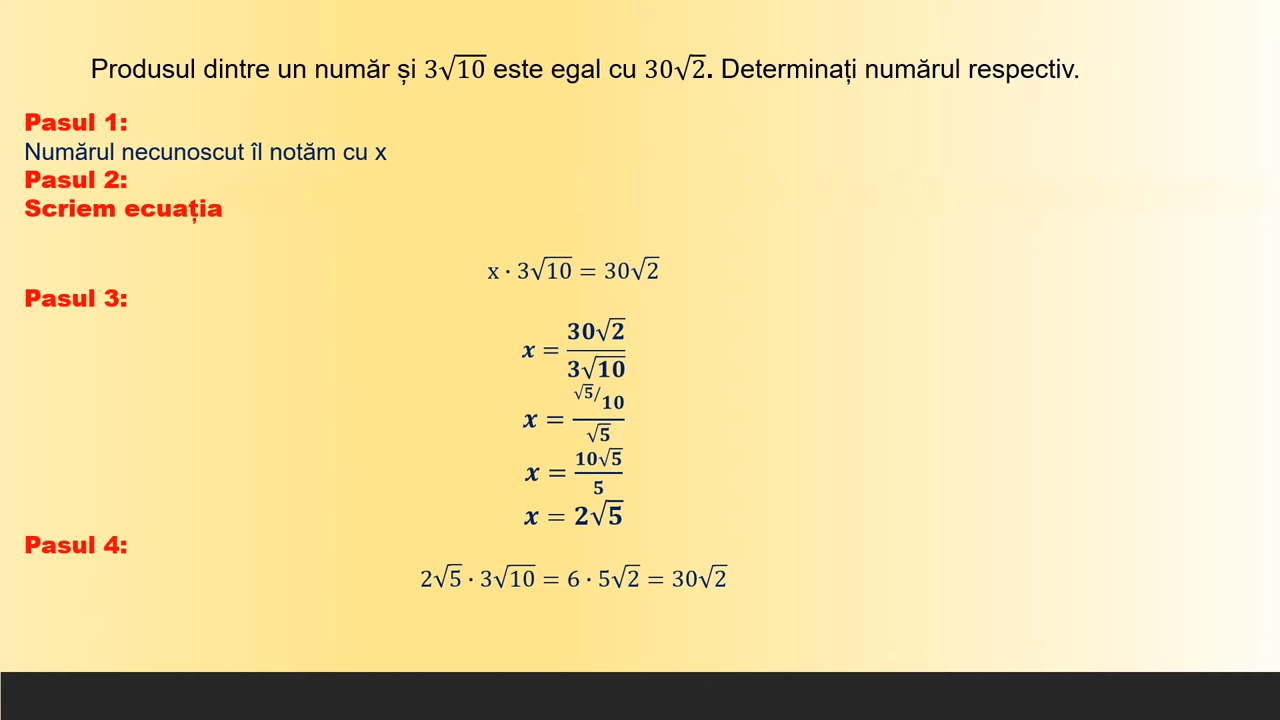 Produsul dintre un număr și 3√10 este egal cu 30√2. Determinați numărul respectiv.
Pasul 1:
Numărul necunoscut îl notăm cu x
Pasul 2:
Scriem ecuația
x · 3√10 = 30√2
Pasul 3:
x = 30√2 / 3√10
x = √5/ 10 / √5
x = 10√5 / 5
x = 2√5
Pasul 4:
2√5 · 3√10 = 6 · 5√2 = 30√2